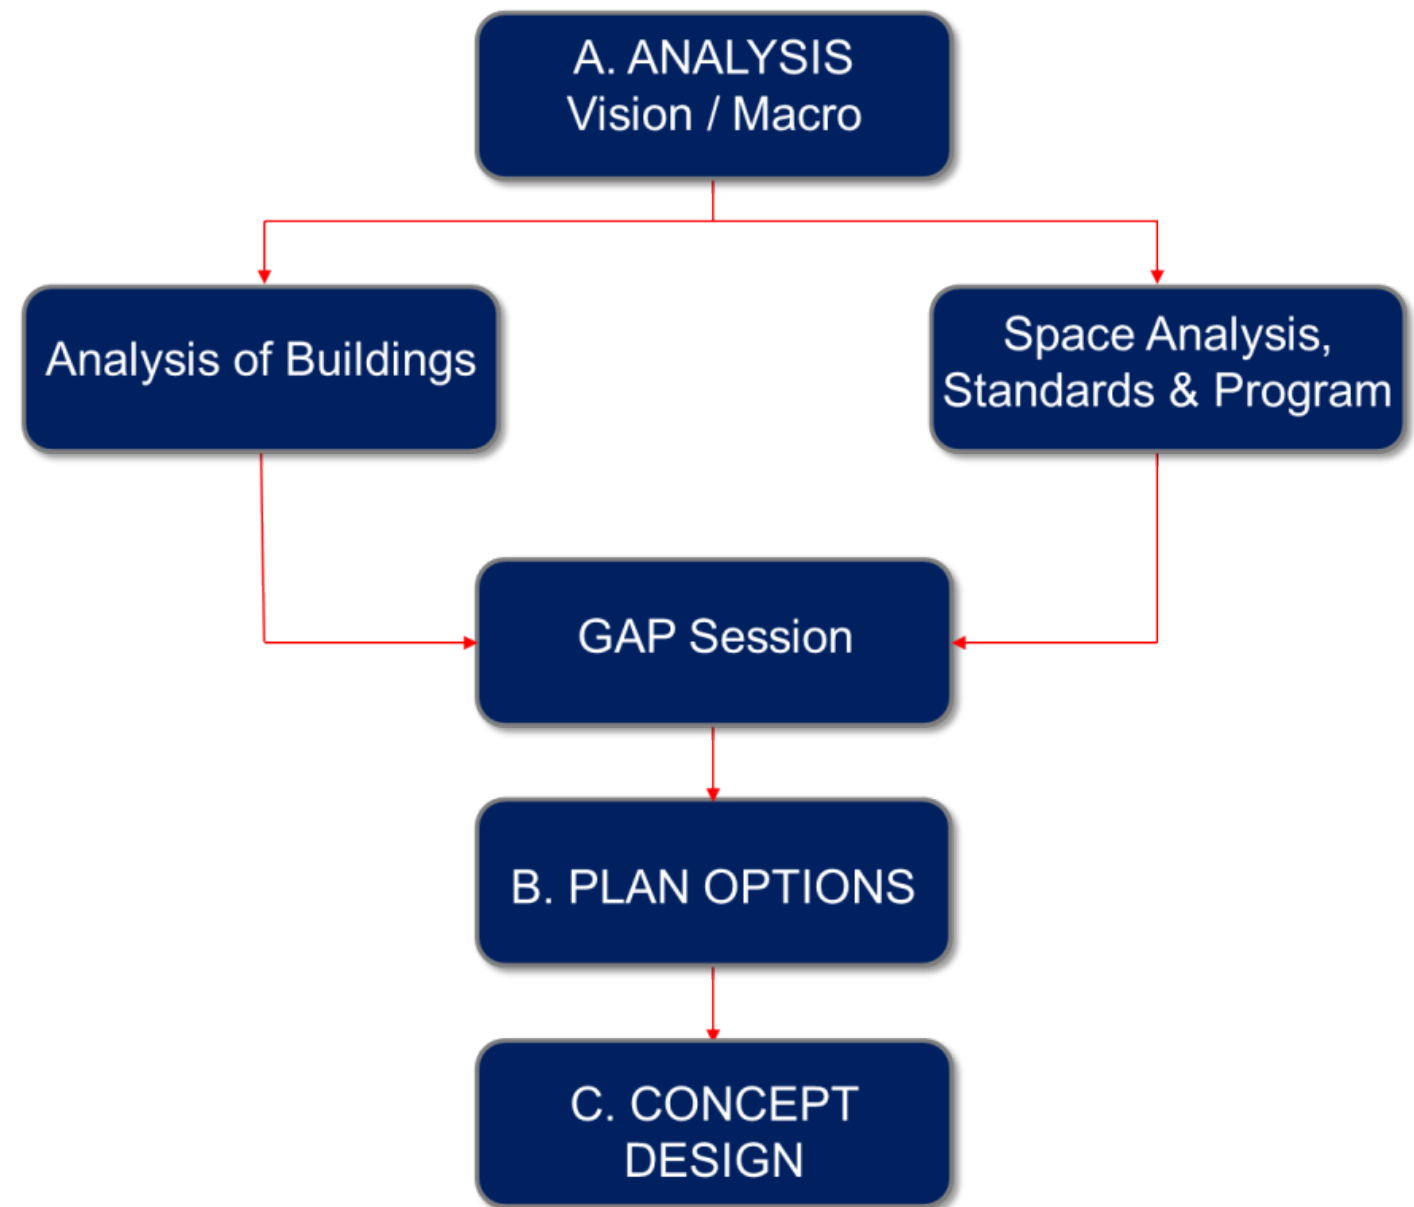 A. ANALYSIS
Vision / Macro
Analysis of Buildings
Space Analysis,
Standards & Program
GAP Session
B. PLAN OPTIONS
C. CONCEPT
DESIGN